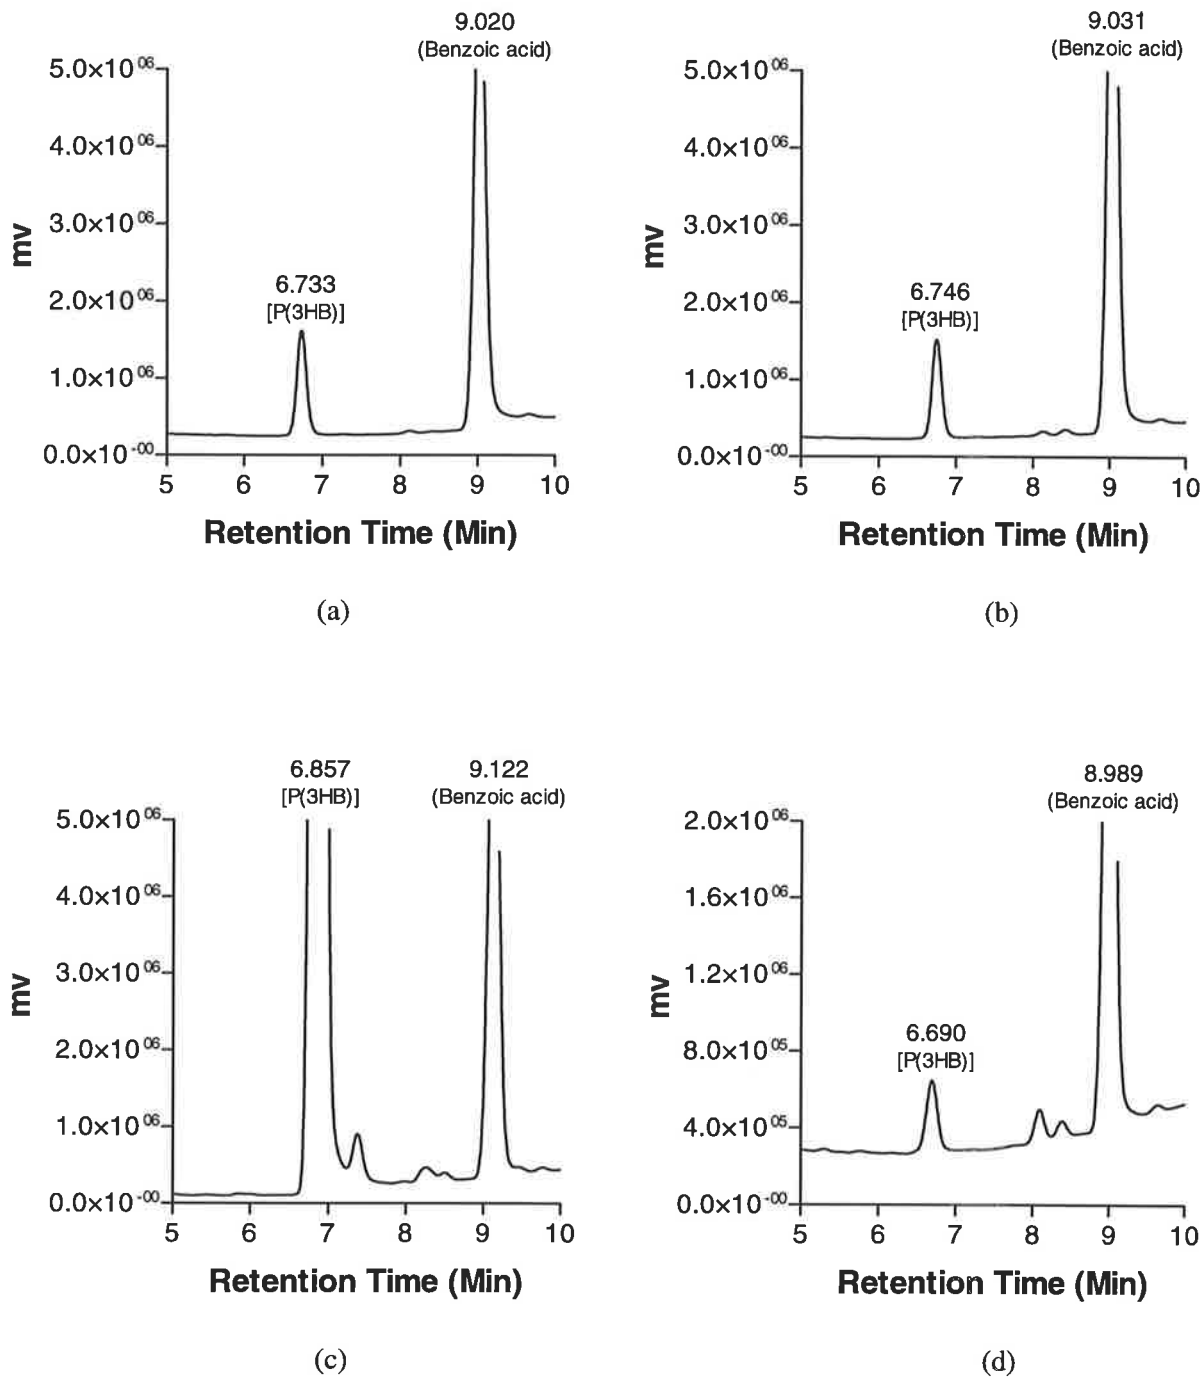 9.020
(Benzoic acid)
5.0×10 06
4.0×10 06
3.0×10 06
2.0×10 06
1.0×10 06
0.0×10 -00
mv
6.733
[P(3HB)]
5 6 7 8 9 10
Retention Time (Min)
(a)
9.031
(Benzoic acid)
5.0×10 06
4.0×10 06
3.0×10 06
2.0×10 06
1.0×10 06
0.0×10 -00
mv
6.746
[P(3HB)]
5 6 7 8 9 10
Retention Time (Min)
(b)
6.857
[P(3HB)]
9.122
(Benzoic acid)
5.0×10 06
4.0×10 06
3.0×10 06
2.0×10 06
1.0×10 06
0.0×10 -00
mv
5 6 7 8 9 10
Retention Time (Min)
(c)
8.989
(Benzoic acid)
2.0×10 06
1.6×10 06
1.2×10 06
8.0×10 05
4.0×10 05
0.0×10 -00
mv
6.690
[P(3HB)]
5 6 7 8 9 10
Retention Time (Min)
(d)